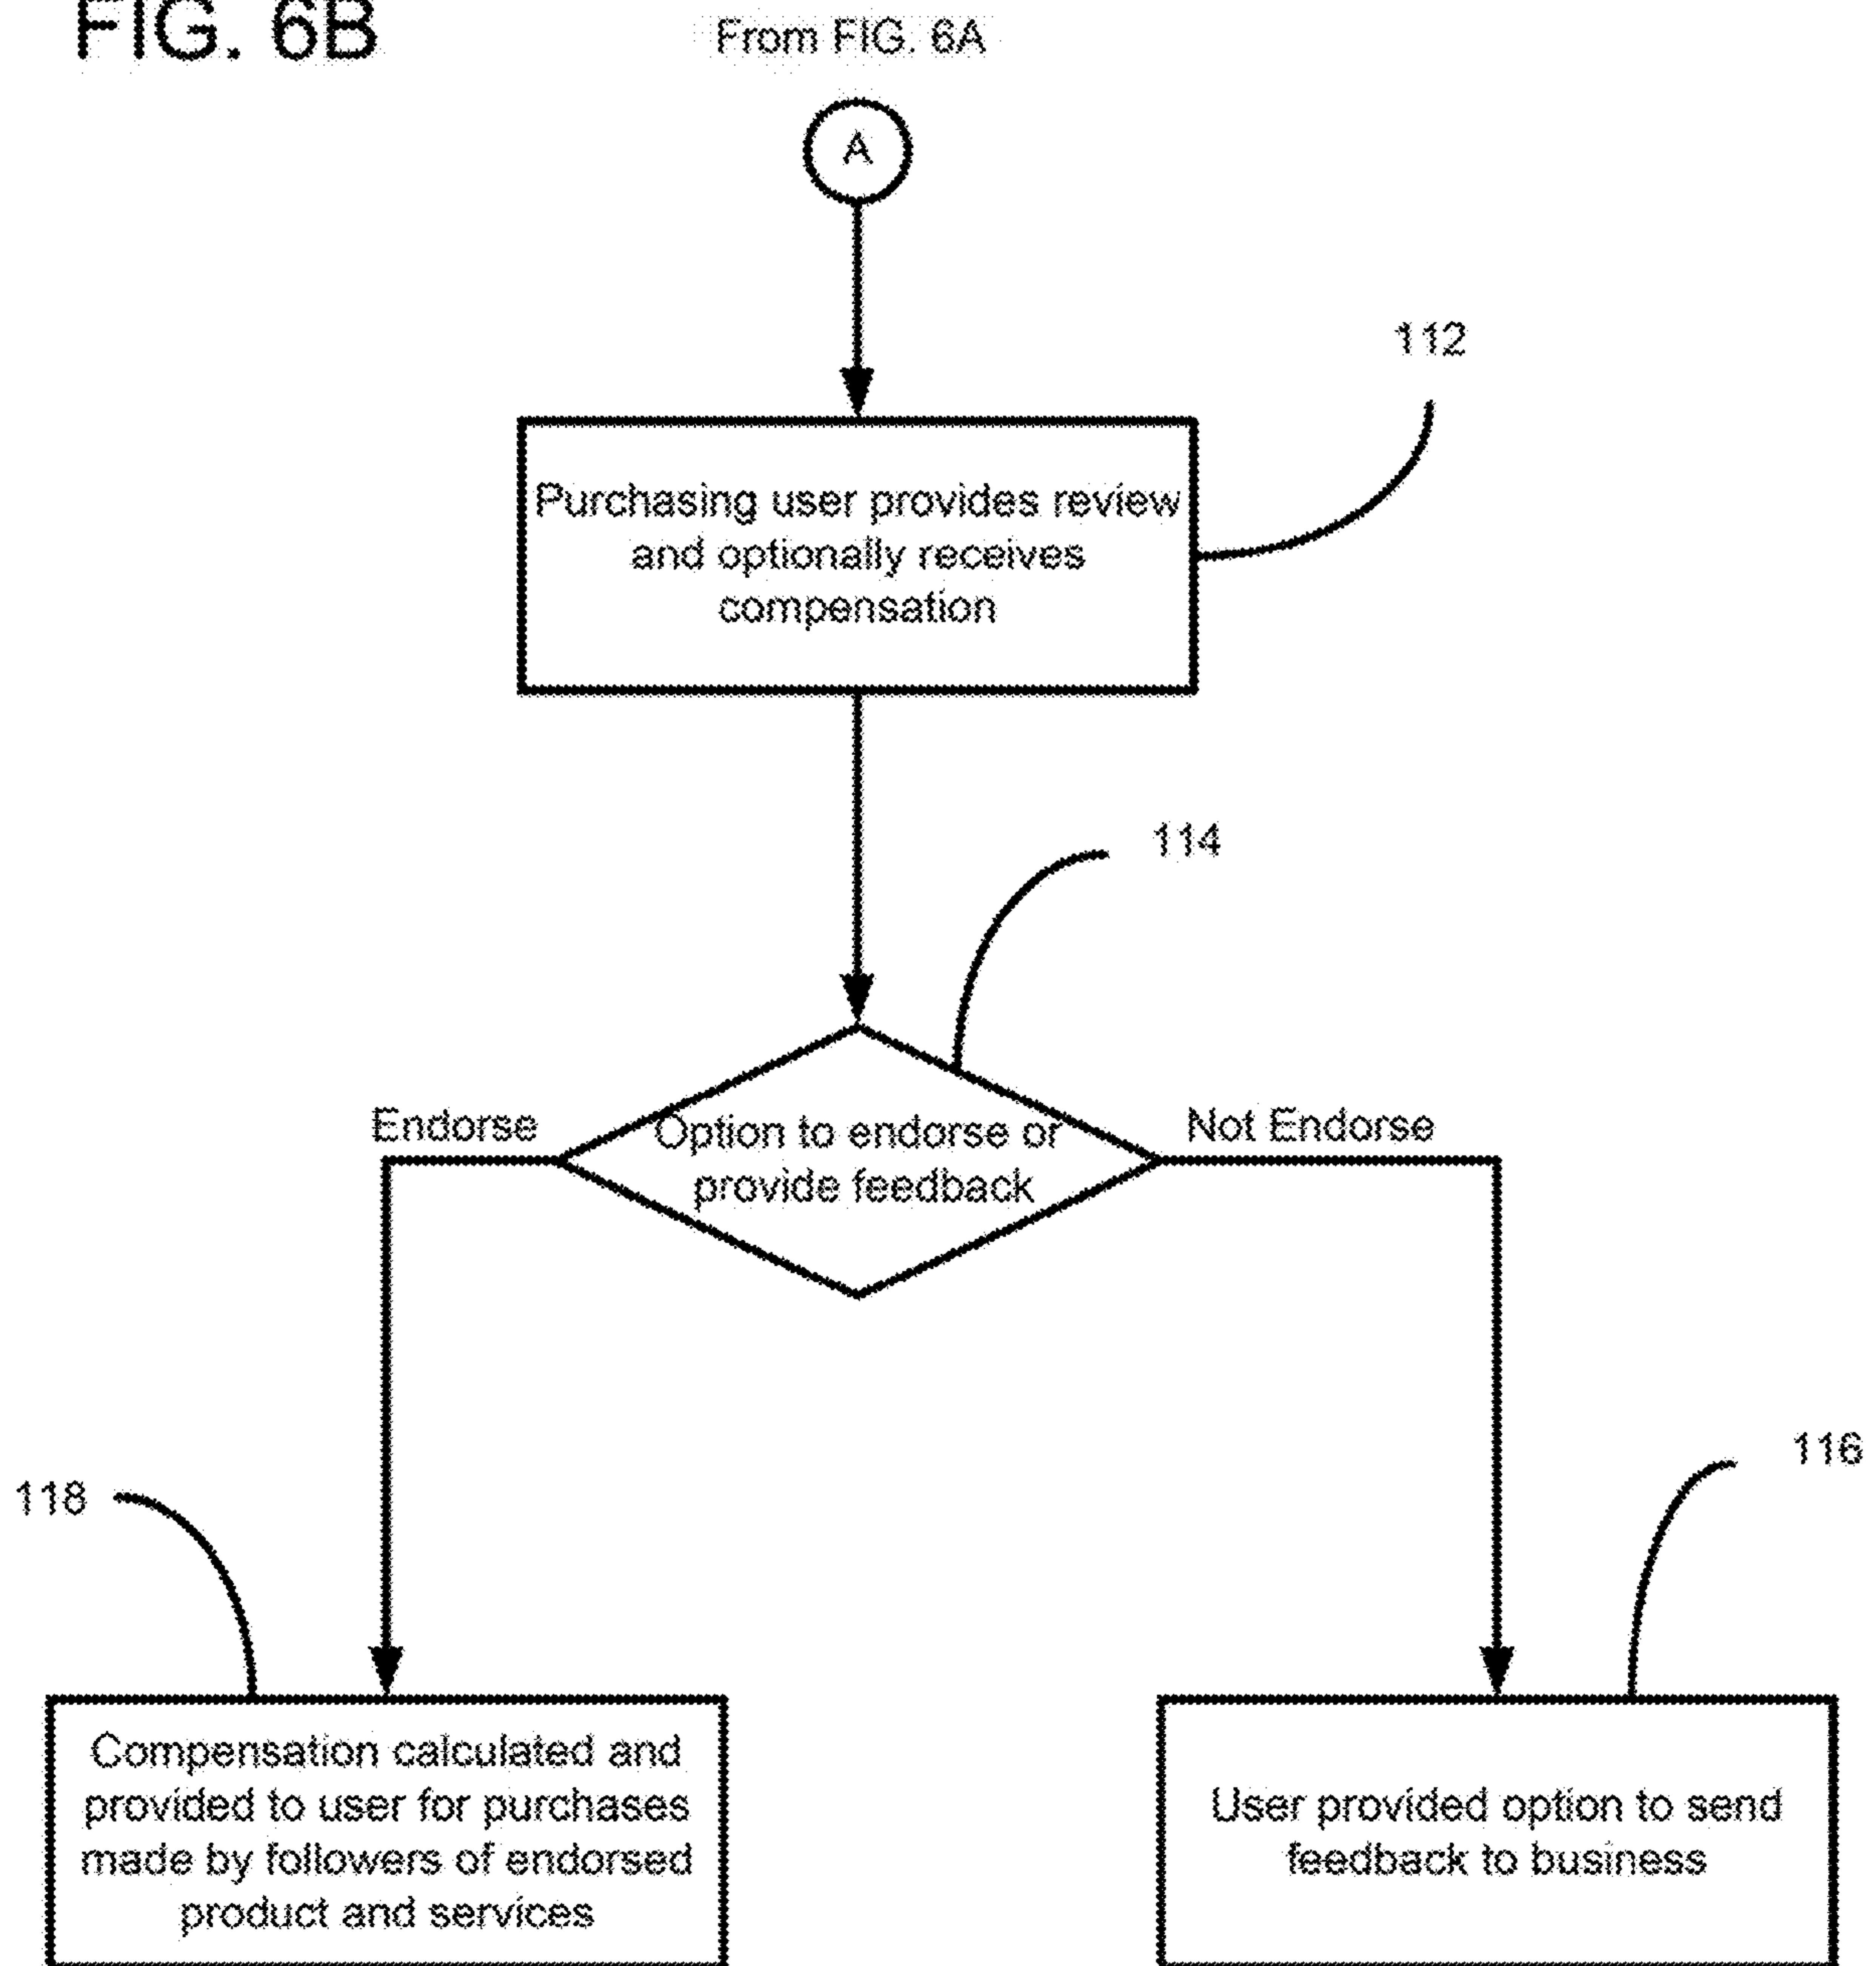 FIG. 6B
From FIG. 6A
A
112
Purchasing user provides review
and optionally receives
compensation
114
Endorse
Option to endorse or
provide feedback
Not Endorse
116
118
Compensation calculated and
provided to user for purchases
made by followers of endorsed
product and services
User provided option to send
feedback to business